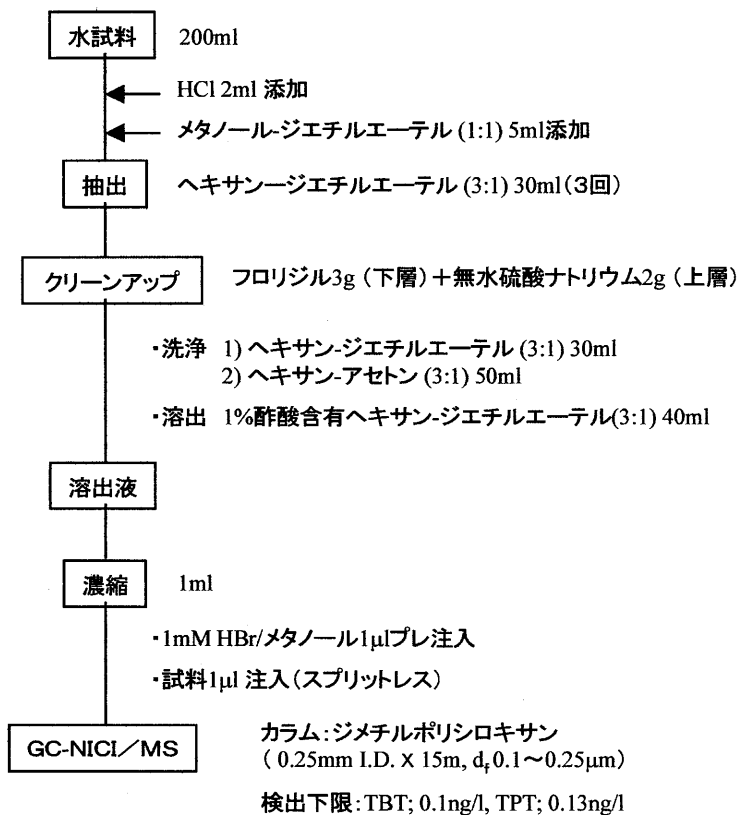 水試料 200ml
HCl 2ml 添加
メタノール-ジエチルエーテル (1:1) 5ml添加
抽出 ヘキサンージエチルエーテル (3:1) 30ml(3回)
クリーンアップ フロリジル3g (下層)+無水硫酸ナトリウム2g (上層)
・洗浄 1) ヘキサン-ジエチルエーテル (3:1) 30ml
2) ヘキサン-アセトン (3:1) 50ml
・溶出 1%酢酸含有ヘキサン-ジエチルエーテル(3:1) 40ml
溶出液
濃縮 1ml
・1mM HBr/メタノール1μlプレ注入
・試料1μl 注入(スプリットレス)
GC-NICI/MS カラム:ジメチルポリシロキサン
( 0.25mm I.D. X 15m, df 0.1~0.25μm)
検出下限:TBT; 0.1ng/l, TPT; 0.13ng/l